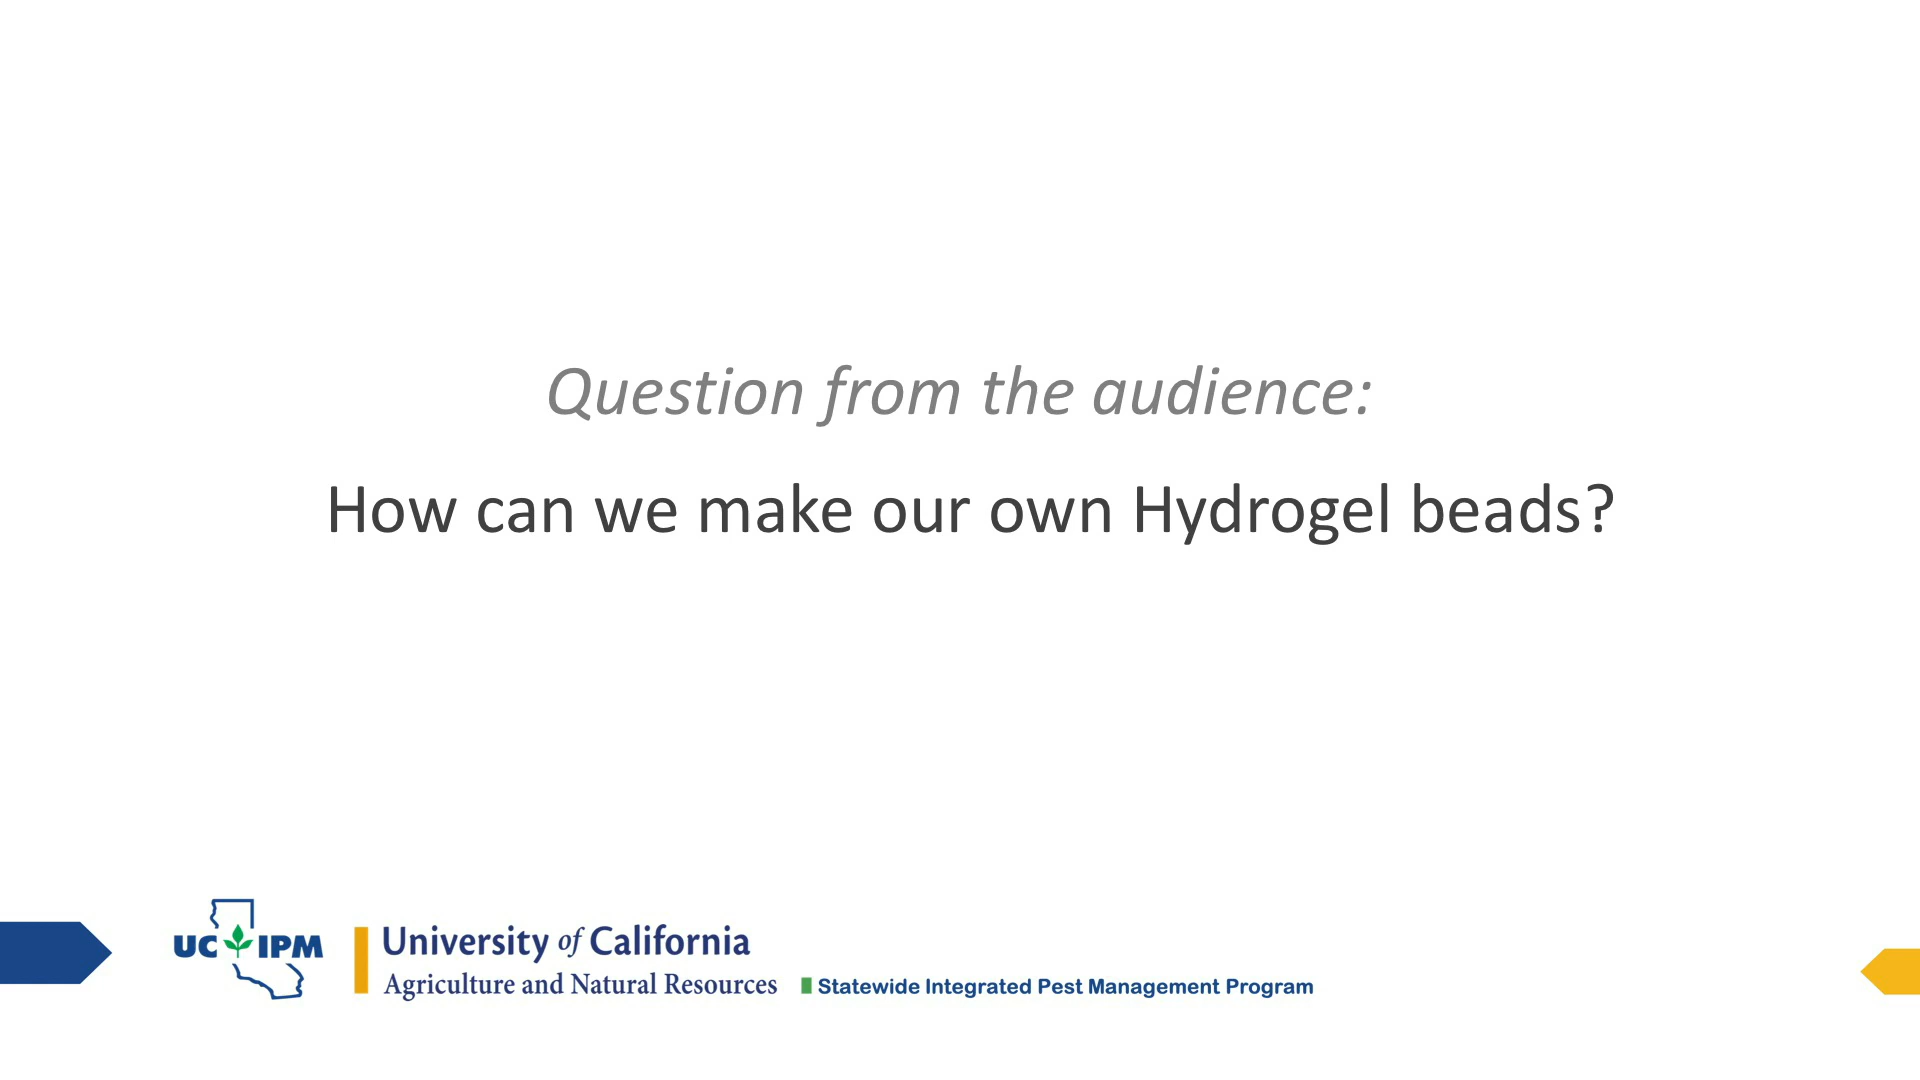 Question from the audience:
How can we make our own Hydrogel beads?
UC IPM
University of California
Agriculture and Natural Resources
Statewide Integrated Pest Management Program